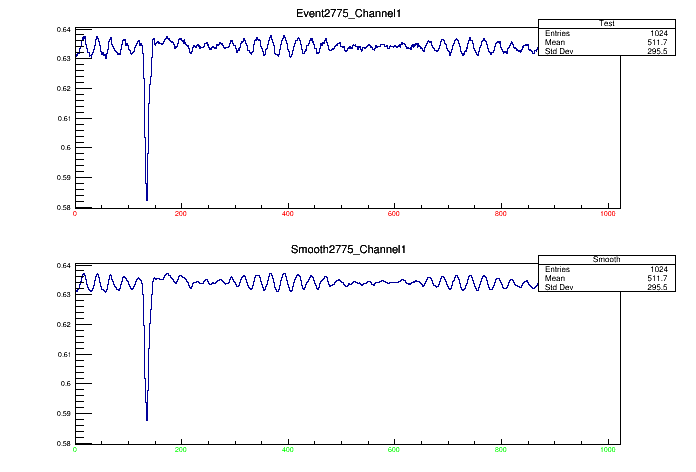 Event2775_Channel1
Test
Entries 1024
Mean 511.7
Std Dev 295.5
0.64
0.63
0.62
0.61
0.6
0.59
0.58
0 200 400 600 800 1000
Smooth2775_Channel1
Smooth
Entries 1024
Mean 511.7
Std Dev 295.5
0.64
0.63
0.62
0.61
0.6
0.59
0.58
0 200 400 600 800 1000